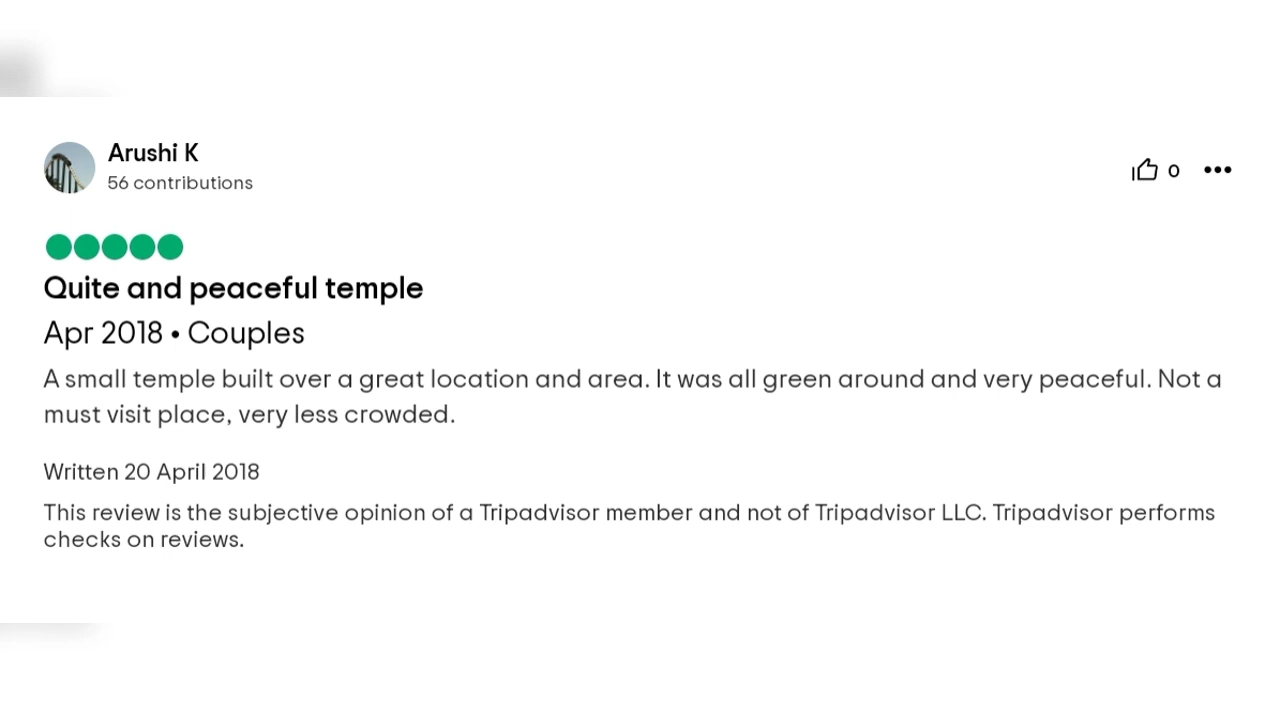 Arushi K
56 contributions
0
Quite and peaceful temple
Apr 2018 • Couples
A small temple built over a great location and area. It was all green around and very peaceful. Not a
must visit place, very less crowded.
Written 20 April 2018
This review is the subjective opinion of a Tripadvisor member and not of Tripadvisor LLC. Tripadvisor performs
checks on reviews.